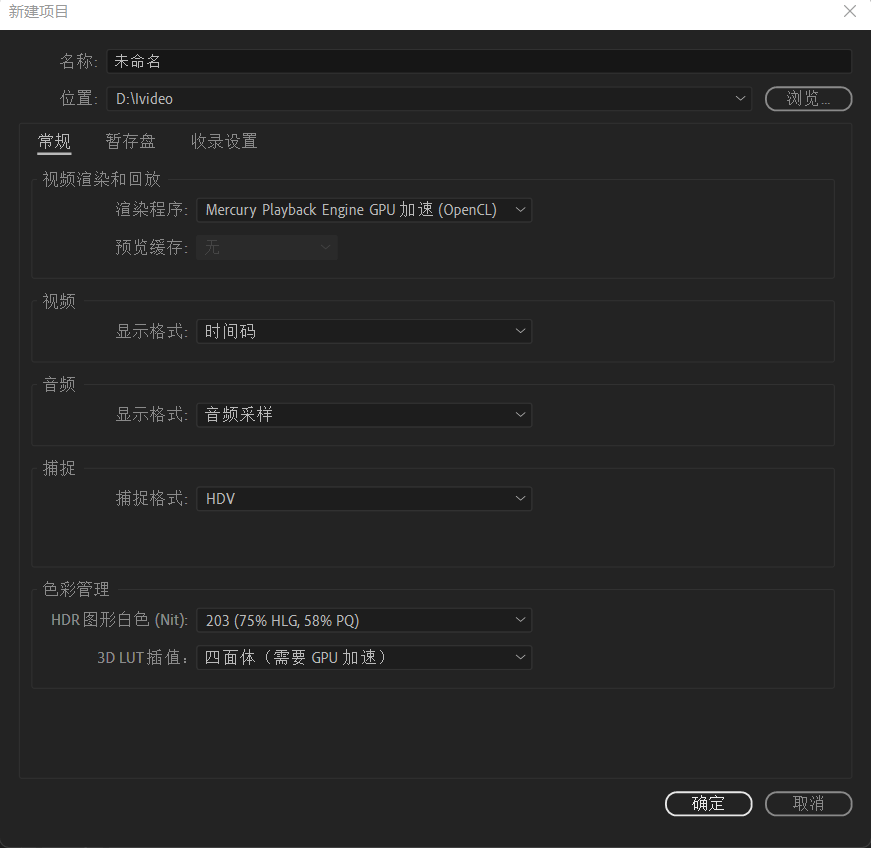 新建项目
名称: 未命名
位置: D:\lvideo 浏览...
常规 暂存盘 收录设置
视频渲染和回放
渲染程序: Mercury Playback Engine GPU 加速 (OpenCL)
预览缓存: 无
视频
显示格式: 时间码
音频
显示格式: 音频采样
捕捉
捕捉格式: HDV
色彩管理
HDR 图形白色 (Nit): 203 (75% HLG, 58% PQ)
3D LUT 插值： 四面体（需要 GPU 加速）
确定 取消